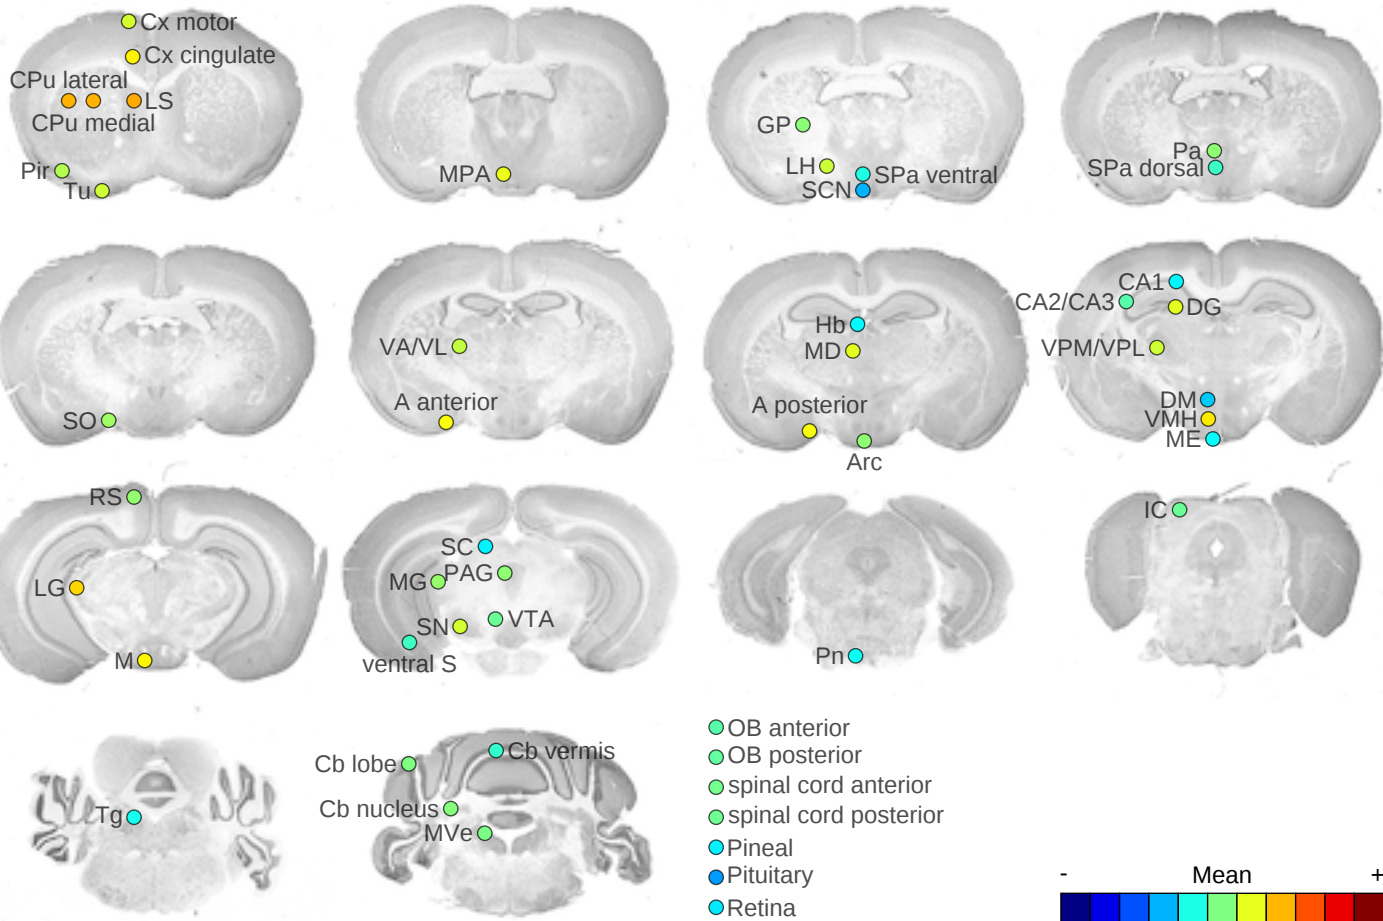 Cx motor
Cx cingulate
CPu lateral
LS
CPu medial
Pir
Tu
MPA
GP
LH
SPa ventral
SCN
Pa
SPa dorsal
SO
VA/VL
A anterior
Hb
MD
A posterior
Arc
CA1
CA2/CA3
DG
VPM/VPL
DM
VMH
ME
RS
LG
M
SC
MG
PAG
SN
VTA
ventral S
Pn
IC
Tg
Cb lobe
Cb vermis
Cb nucleus
MVe
OB anterior
OB posterior
spinal cord anterior
spinal cord posterior
Pineal
Pituitary
Retina
- Mean +